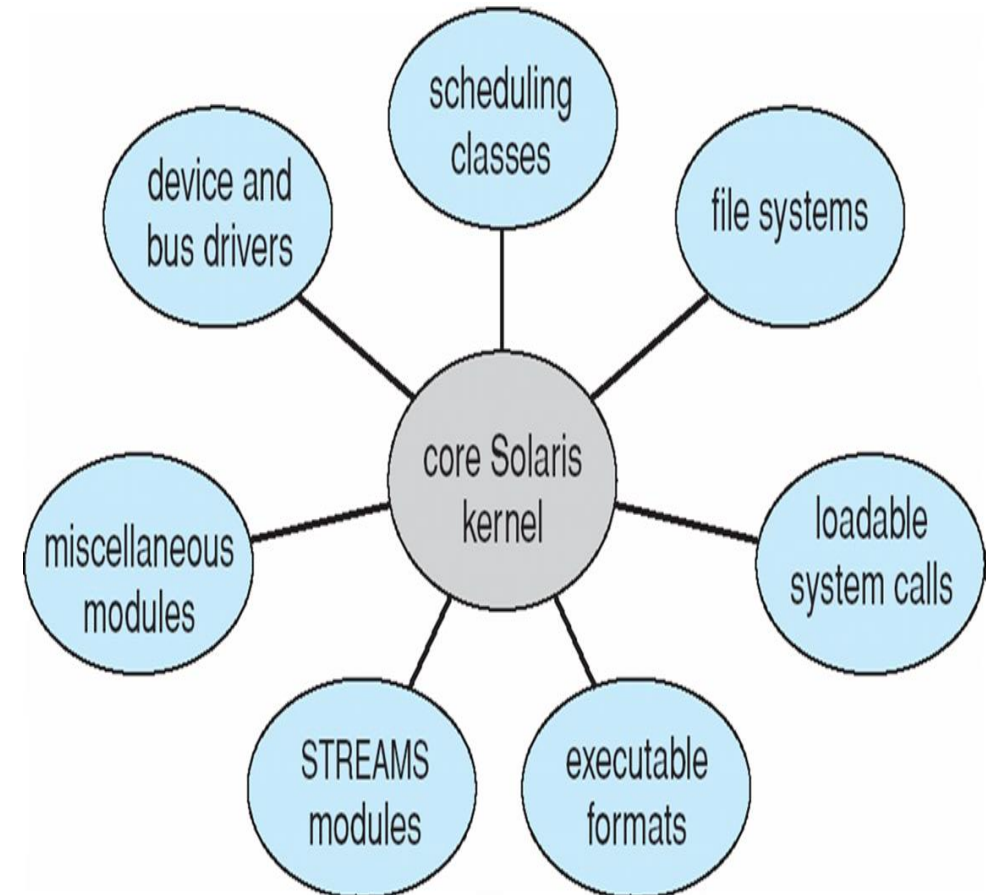 scheduling
classes
device and
bus drivers
file systems
core Solaris
kernel
miscellaneous
modules
loadable
system calls
STREAMS
modules
executable
formats